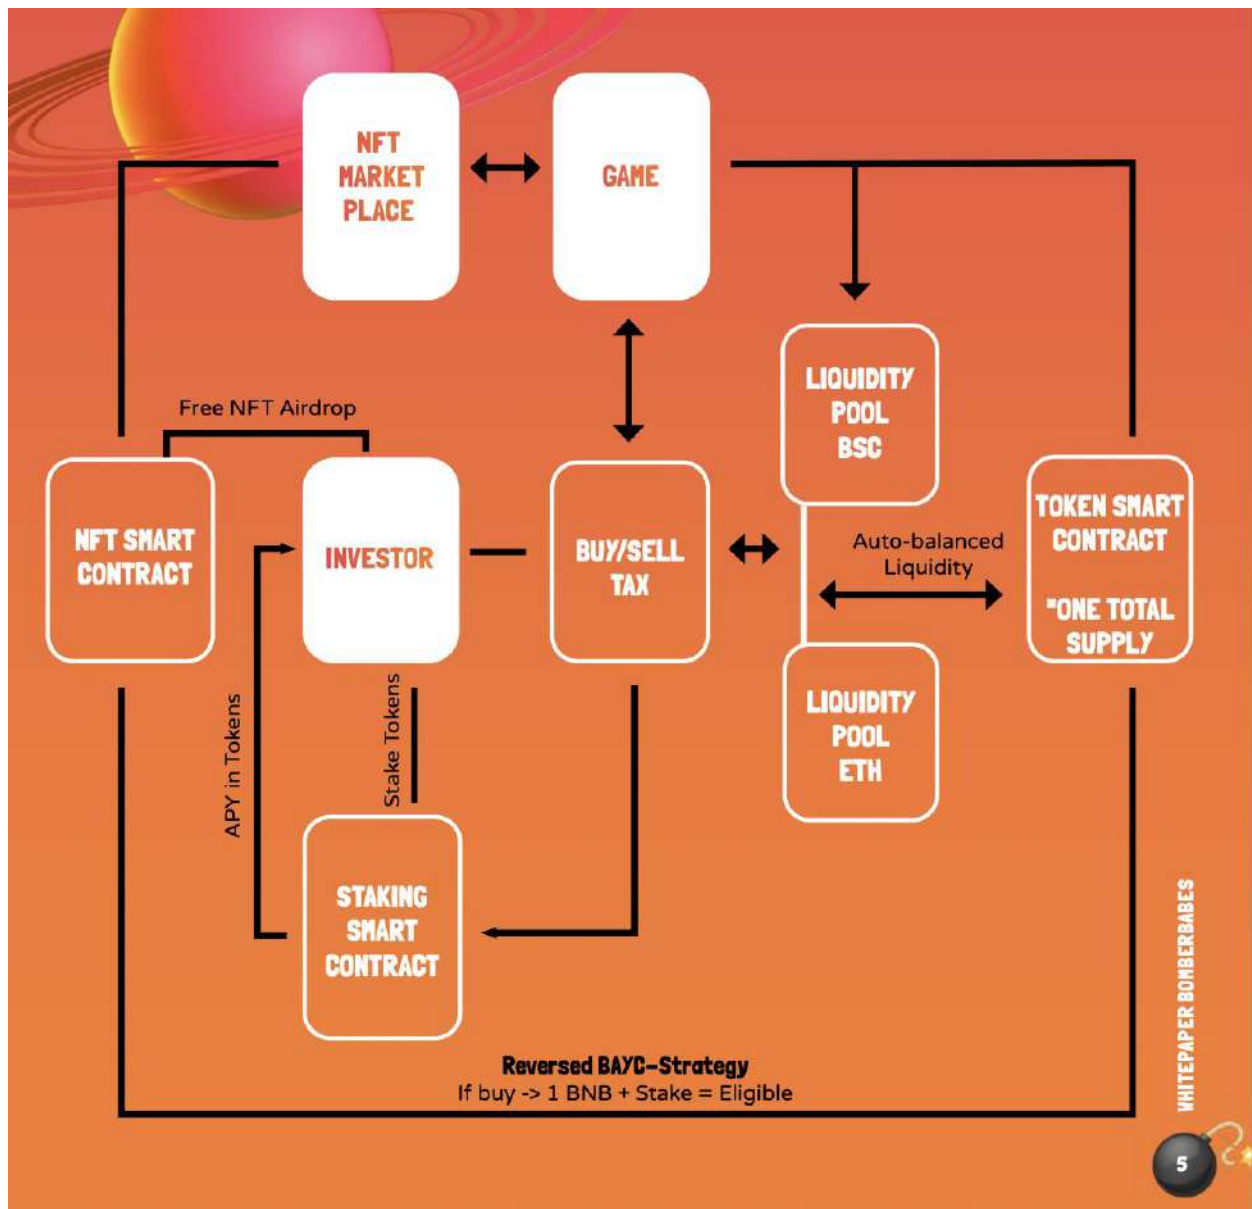 NFT
MARKET
PLACE
GAME
LIQUIDITY
POOL
BSC
Free NFT Airdrop
NFT SMART
CONTRACT
INVESTOR
BUY/SELL
TAX
Auto-balanced
Liquidity
TOKEN SMART
CONTRACT
*ONE TOTAL
SUPPLY
LIQUIDITY
POOL
ETH
APY in Tokens
Stake Tokens
STAKING
SMART
CONTRACT
Reversed BAYC-Strategy
If buy -> 1 BNB + Stake = Eligible
WHITEPAPER BOMBERBABES
5